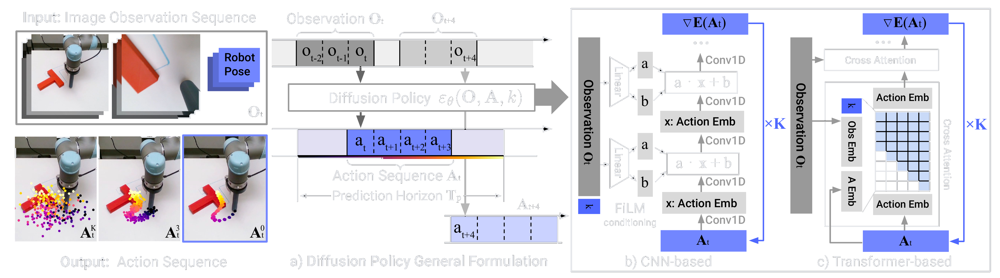 Input: Image Observation Sequence
Robot
Pose
Oₜ
Aₜᴷ
Aₜ³
Aₜ⁰
Output: Action Sequence
Observation Oₜ
Oₜ₊₄
oₜ₋₂ oₜ₋₁ oₜ
oₜ₊₄
Diffusion Policy εθ(O, A, k)
aₜ aₜ₊₁ aₜ₊₂ aₜ₊₃
Action Sequence Aₜ
Prediction Horizon Tₚ
Aₜ₊₄
aₜ₊₄
a) Diffusion Policy General Formulation
Observation Oₜ
k
Linear
a
b
Linear
a
b
FiLM
conditioning
∇E(Aₜ)
...
Conv1D
a · x + b
Conv1D
x: Action Emb
Conv1D
a · x + b
Conv1D
x: Action Emb
Conv1D
Aₜ
×K
b) CNN-based
Observation Oₜ
∇E(Aₜ)
...
Cross Attention
Action Emb
k
Obs Emb
A Emb
Cross Attention
Action Emb
Aₜ
×K
c) Transformer-based